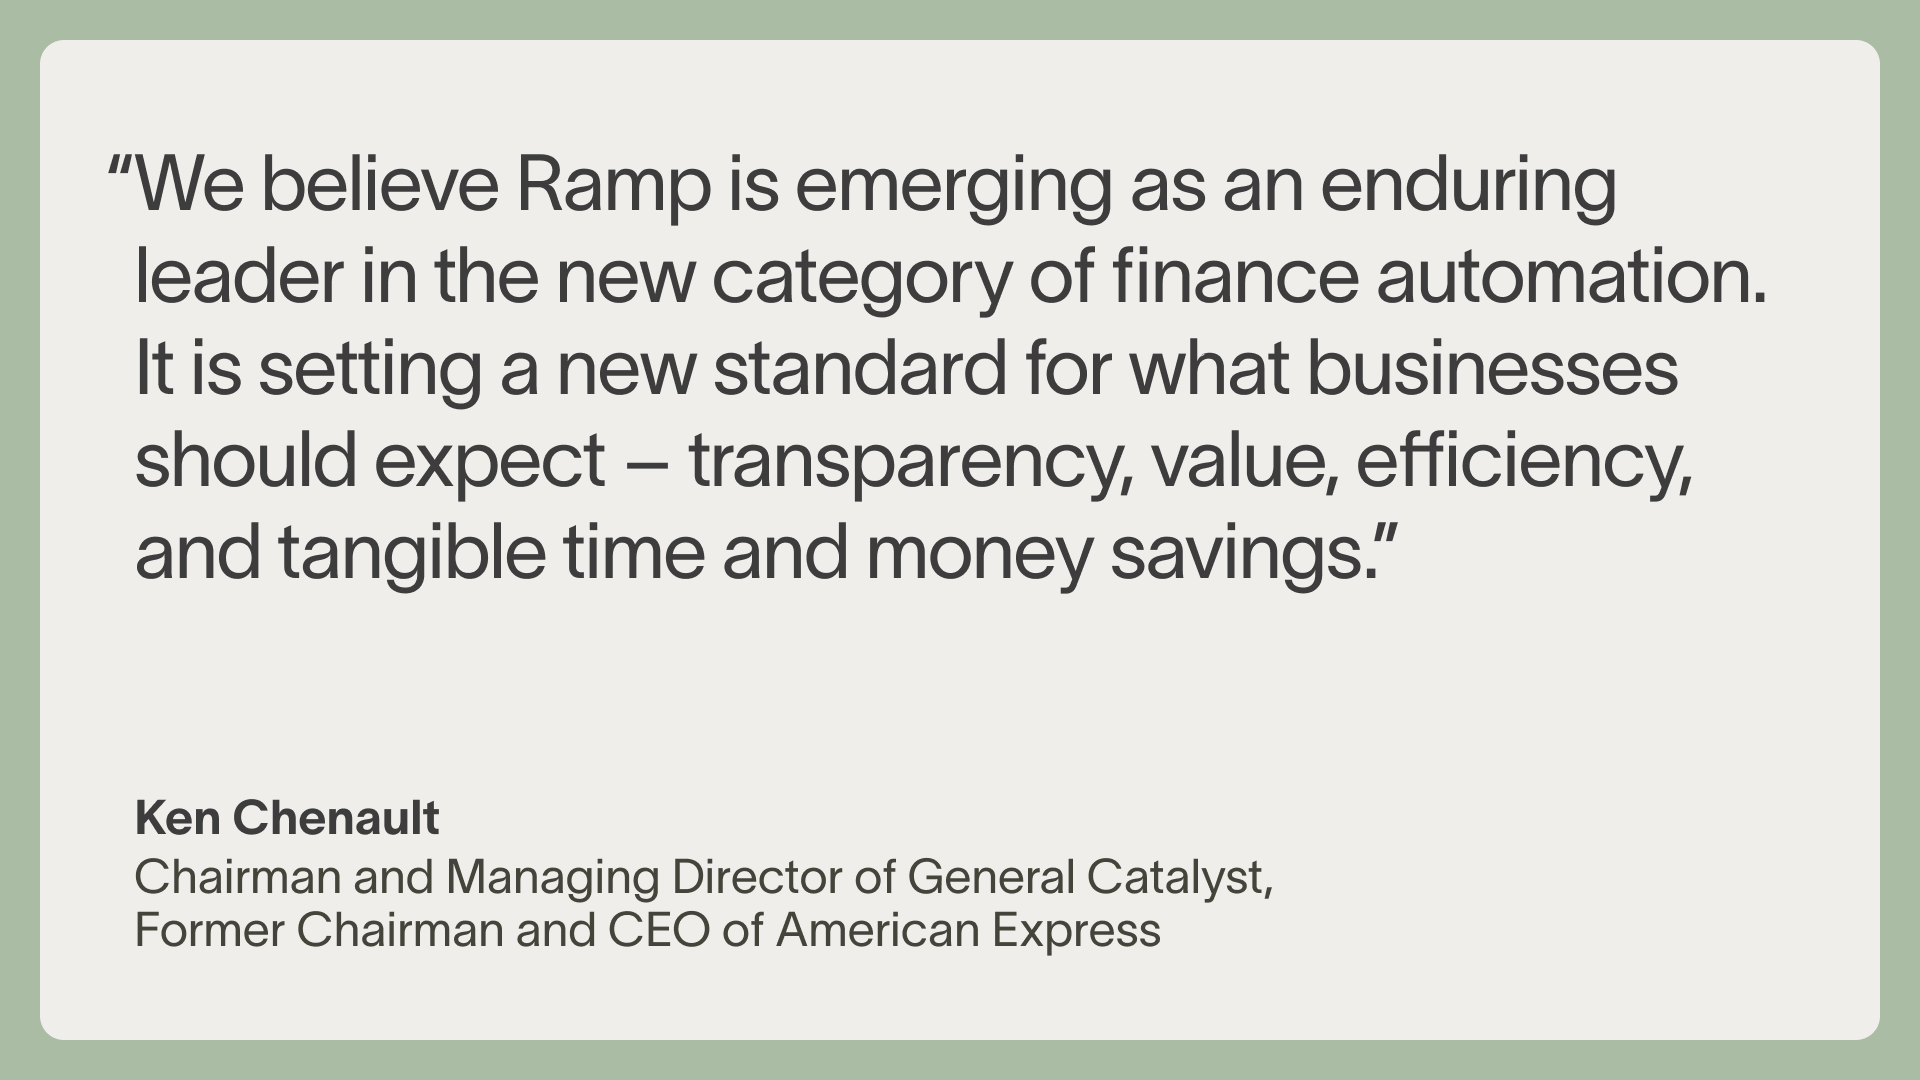 “We believe Ramp is emerging as an enduring
leader in the new category of finance automation.
It is setting a new standard for what businesses
should expect – transparency, value, efficiency,
and tangible time and money savings.”
Ken Chenault
Chairman and Managing Director of General Catalyst,
Former Chairman and CEO of American Express